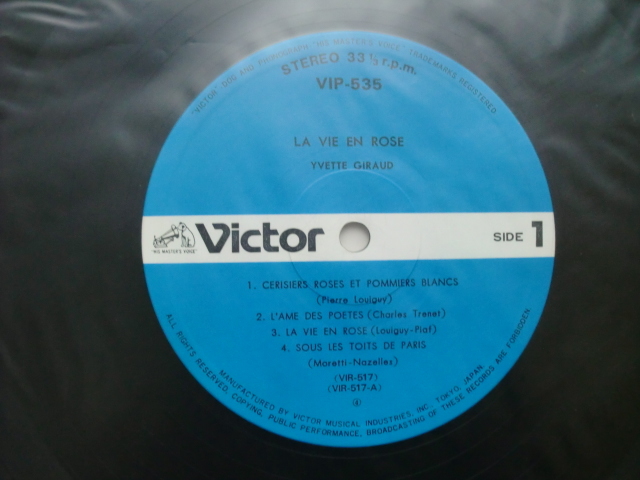 "VICTOR" DOG AND PHONOGRAPH "HIS MASTER'S VOICE" TRADEMARKS REGISTERED
STEREO 33 1/3 r.p.m.
VIP-535
LA VIE EN ROSE
YVETTE GIRAUD
"HIS MASTER'S VOICE"
Victor
SIDE 1
1. CERISIERS ROSES ET POMMIERS BLANCS
(Pierre Louiguy)
2. L'AME DES POETES (Charles Trenet)
3. LA VIE EN ROSE (Louiguy-Piaf)
4. SOUS LES TOITS DE PARIS
(Moretti-Nazelles)
(VIR-517)
(VIR-517-A)
④
MANUFACTURED BY VICTOR MUSICAL INDUSTRIES, INC. TOKYO, JAPAN
ALL RIGHTS RESERVED, COPYING, PUBLIC PERFORMANCE, BROADCASTING OF THESE RECORDS ARE FORBIDDEN